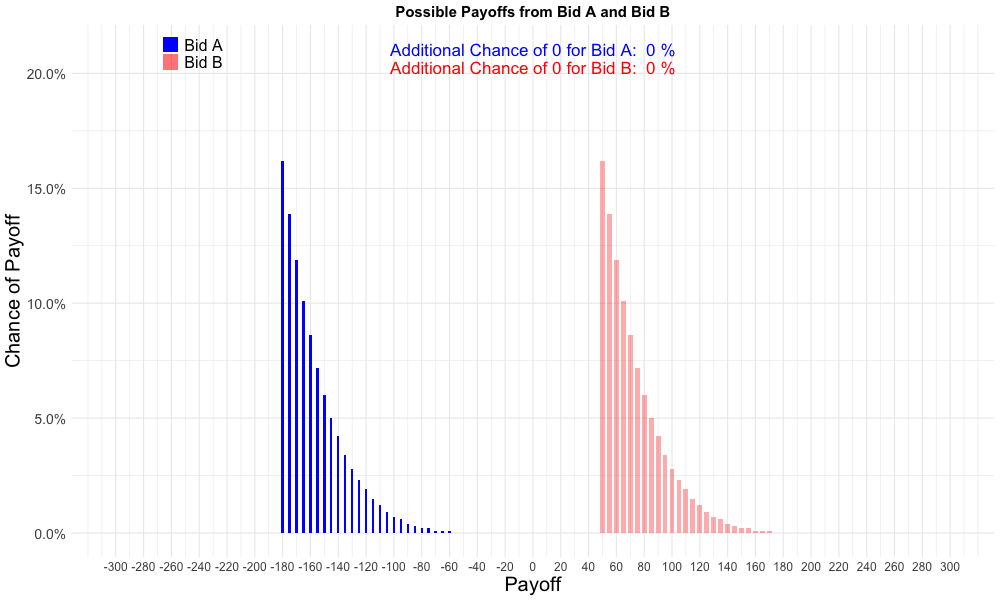 Possible Payoffs from Bid A and Bid B
Bid A
Bid B
Additional Chance of 0 for Bid A: 0 %
Additional Chance of 0 for Bid B: 0 %
Chance of Payoff
20.0%
15.0%
10.0%
5.0%
0.0%
-300 -280 -260 -240 -220 -200 -180 -160 -140 -120 -100 -80 -60 -40 -20 0 20 40 60 80 100 120 140 160 180 200 220 240 260 280 300
Payoff